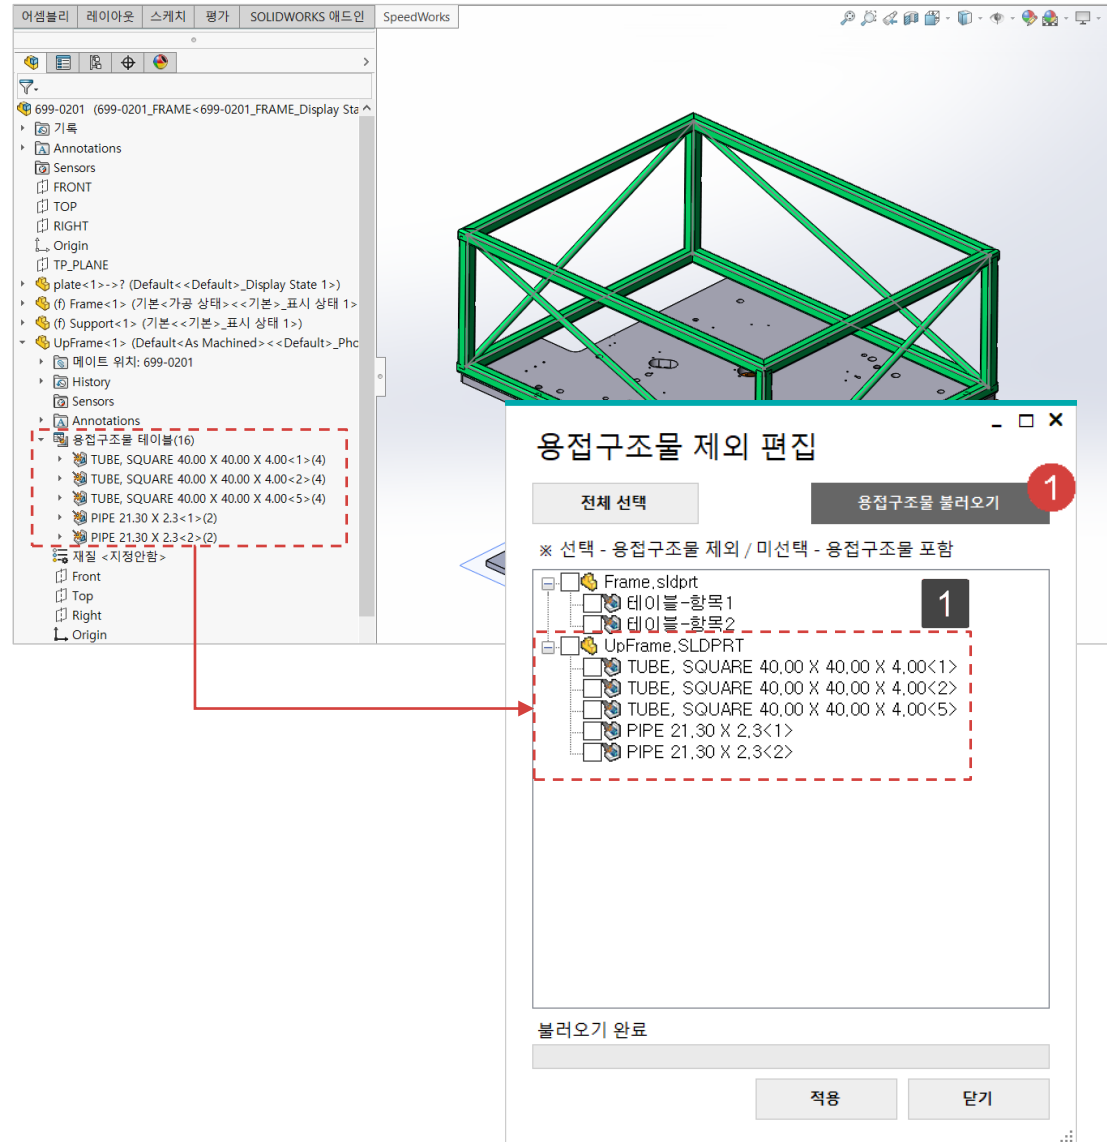 어셈블리 레이아웃 스케치 평가 SOLIDWORKS 애드인 SpeedWorks
699-0201 (699-0201_FRAME<699-0201_FRAME_Display Sta
기록
Annotations
Sensors
FRONT
TOP
RIGHT
Origin
TP_PLANE
plate<1>->? (Default<<Default>_Display State 1>)
(f) Frame<1> (기본<가공 상태><<기본>_표시 상태 1>
(f) Support<1> (기본<<기본>_표시 상태 1>)
UpFrame<1> (Default<As Machined><<Default>_Pho
메이트 위치: 699-0201
History
Sensors
Annotations
용접구조물 테이블(16)
TUBE, SQUARE 40.00 X 40.00 X 4.00<1>(4)
TUBE, SQUARE 40.00 X 40.00 X 4.00<2>(4)
TUBE, SQUARE 40.00 X 40.00 X 4.00<5>(4)
PIPE 21.30 X 2.3<1>(2)
PIPE 21.30 X 2.3<2>(2)
재질 <지정안함>
Front
Top
Right
Origin
용접구조물 제외 편집
전체 선택 용접구조물 불러오기 1
※ 선택 - 용접구조물 제외 / 미선택 - 용접구조물 포함
Frame.sldprt
테이블-항목1
테이블-항목2
1
UpFrame.SLDPRT
TUBE, SQUARE 40.00 X 40.00 X 4.00<1>
TUBE, SQUARE 40.00 X 40.00 X 4.00<2>
TUBE, SQUARE 40.00 X 40.00 X 4.00<5>
PIPE 21.30 X 2.3<1>
PIPE 21.30 X 2.3<2>
불러오기 완료
적용 닫기